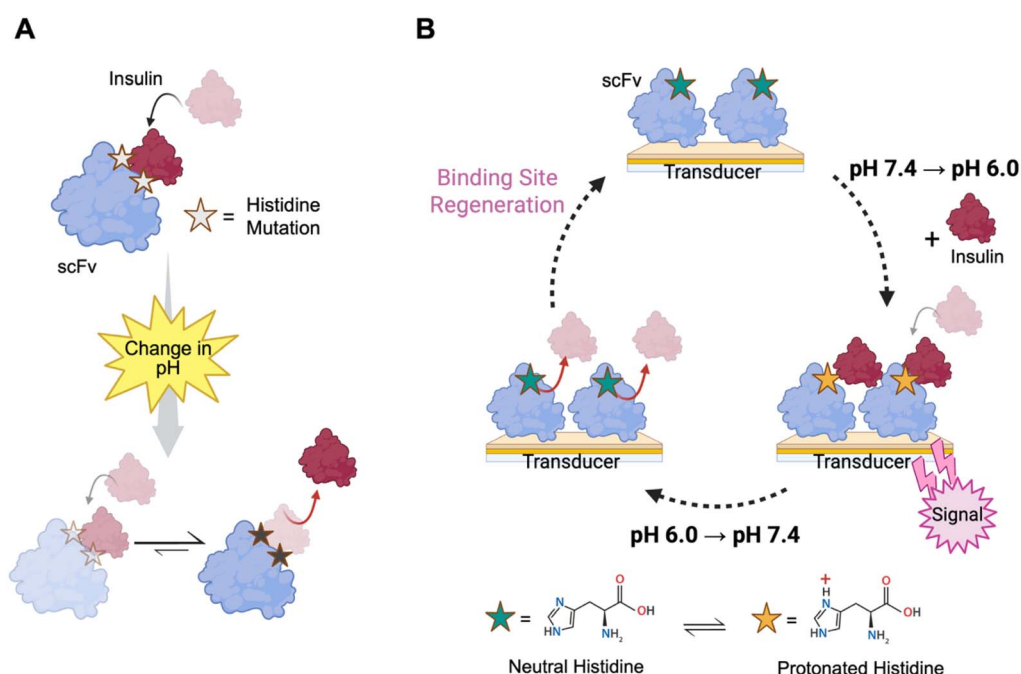 A
Insulin
= Histidine
Mutation
scFv
Change in
pH
B
scFv
Transducer
pH 7.4 → pH 6.0
+
Insulin
Binding Site
Regeneration
Transducer
Transducer
Signal
pH 6.0 → pH 7.4
= N HN O OH NH₂
⇌
= + H N HN O OH NH₂
Neutral Histidine
Protonated Histidine